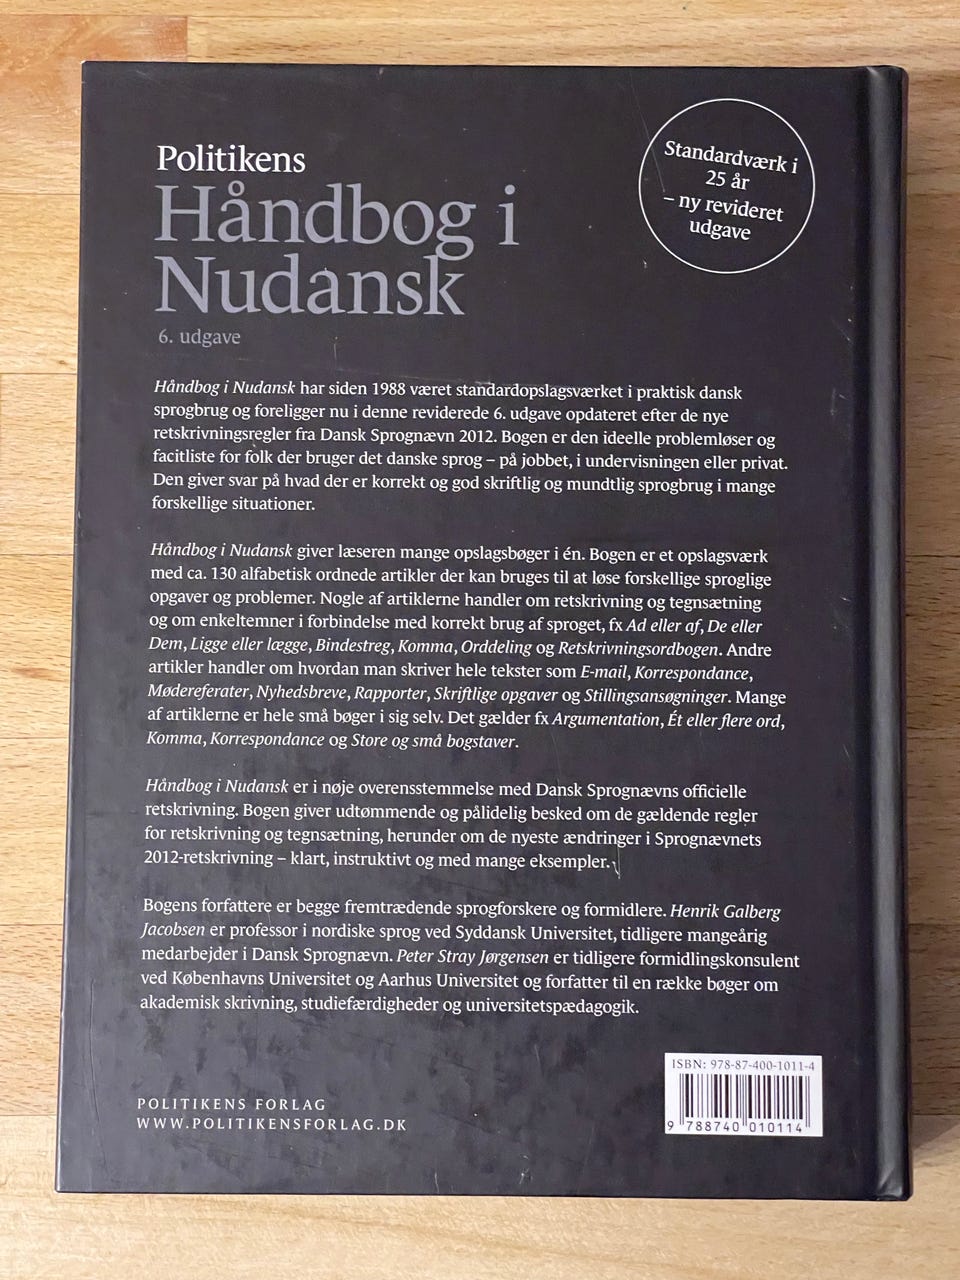 Politikens
Håndbog i
Nudansk
6. udgave
Standardværk i
25 år
– ny revideret
udgave
Håndbog i Nudansk har siden 1988 været standardopslagsværket i praktisk dansk
sprogbrug og foreligger nu i denne reviderede 6. udgave opdateret efter de nye
retskrivningsregler fra Dansk Sprognævn 2012. Bogen er den ideelle problemløser og
facitliste for folk der bruger det danske sprog – på jobbet, i undervisningen eller privat.
Den giver svar på hvad der er korrekt og god skriftlig og mundtlig sprogbrug i mange
forskellige situationer.
Håndbog i Nudansk giver læseren mange opslagsbøger i én. Bogen er et opslagsværk
med ca. 130 alfabetisk ordnede artikler der kan bruges til at løse forskellige sproglige
opgaver og problemer. Nogle af artiklerne handler om retskrivning og tegnsætning
og om enkeltemner i forbindelse med korrekt brug af sproget, fx Ad eller af, De eller
Dem, Ligge eller lægge, Bindestreg, Komma, Orddeling og Retskrivningsordbogen. Andre
artikler handler om hvordan man skriver hele tekster som E-mail, Korrespondance,
Mødereferater, Nyhedsbreve, Rapporter, Skriftlige opgaver og Stillingsansøgninger. Mange
af artiklerne er hele små bøger i sig selv. Det gælder fx Argumentation, Ét eller flere ord,
Komma, Korrespondance og Store og små bogstaver.
Håndbog i Nudansk er i nøje overensstemmelse med Dansk Sprognævns officielle
retskrivning. Bogen giver udtømmende og pålidelig besked om de gældende regler
for retskrivning og tegnsætning, herunder om de nyeste ændringer i Sprognævnets
2012-retskrivning – klart, instruktivt og med mange eksempler.
Bogens forfattere er begge fremtrædende sprogforskere og formidlere. Henrik Galberg
Jacobsen er professor i nordiske sprog ved Syddansk Universitet, tidligere mangeårig
medarbejder i Dansk Sprognævn. Peter Stray Jørgensen er tidligere formidlingskonsulent
ved Københavns Universitet og Aarhus Universitet og forfatter til en række bøger om
akademisk skrivning, studiefærdigheder og universitetspædagogik.
POLITIKENS FORLAG
WWW.POLITIKENSFORLAG.DK
ISBN: 978-87-400-1011-4
9 788740 010114